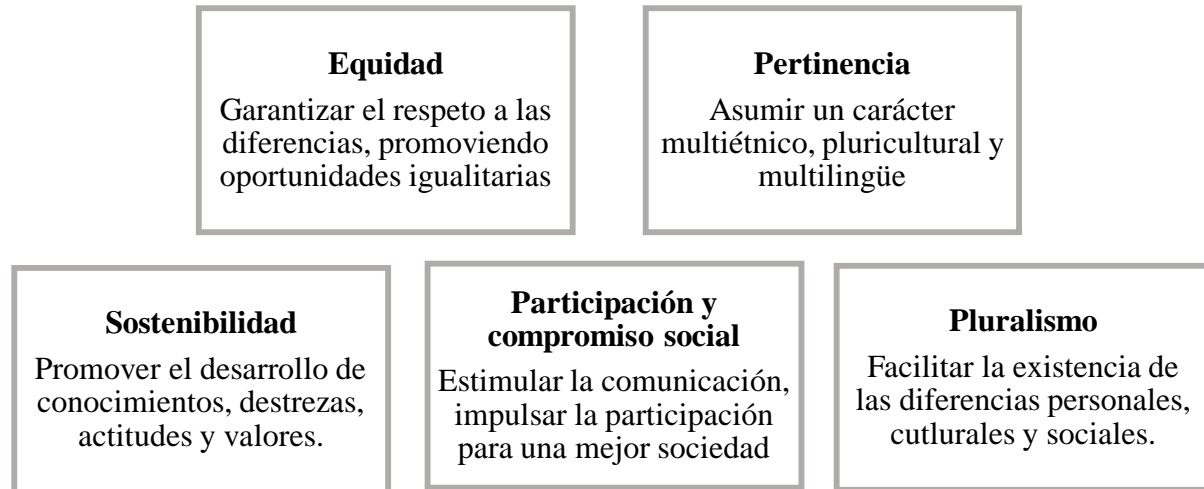 Equidad
Garantizar el respeto a las
diferencias, promoviendo
oportunidades igualitarias
Pertinencia
Asumir un carácter
multiétnico, pluricultural y
multilingüe
Sostenibilidad
Promover el desarrollo de
conocimientos, destrezas,
actitudes y valores.
Participación y
compromiso social
Estimular la comunicación,
impulsar la participación
para una mejor sociedad
Pluralismo
Facilitar la existencia de
las diferencias personales,
cutlurales y sociales.